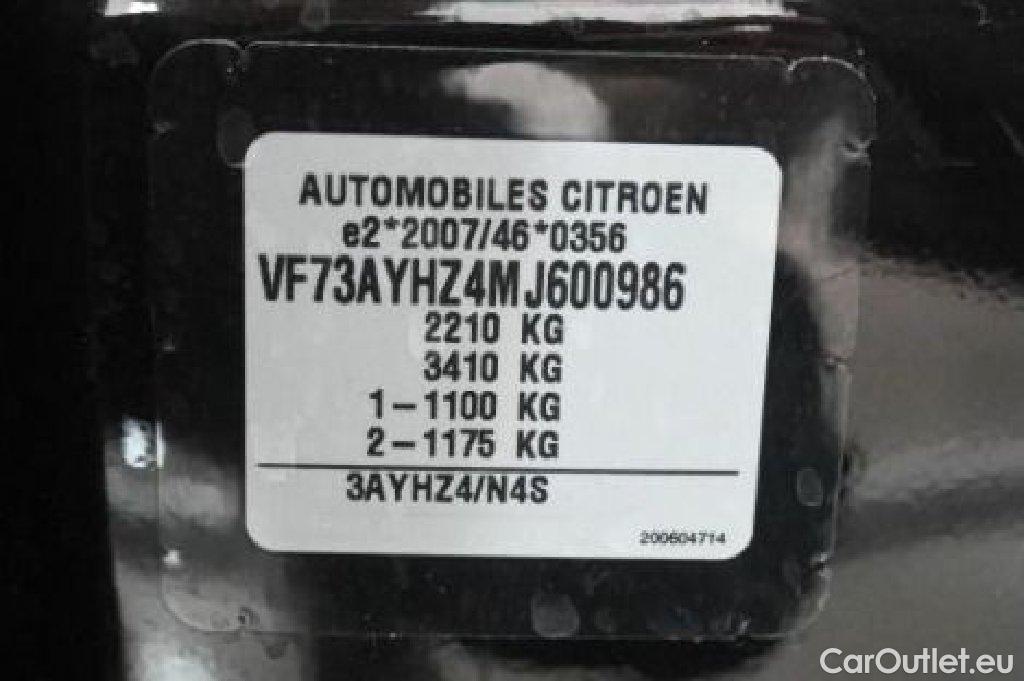 AUTOMOBILES CITROEN
e2*2007/46*0356
VF73AYHZ4MJ600986
2210 KG
3410 KG
1-1100 KG
2-1175 KG
3AYHZ4/N4S
200604714
CarOutlet.eu